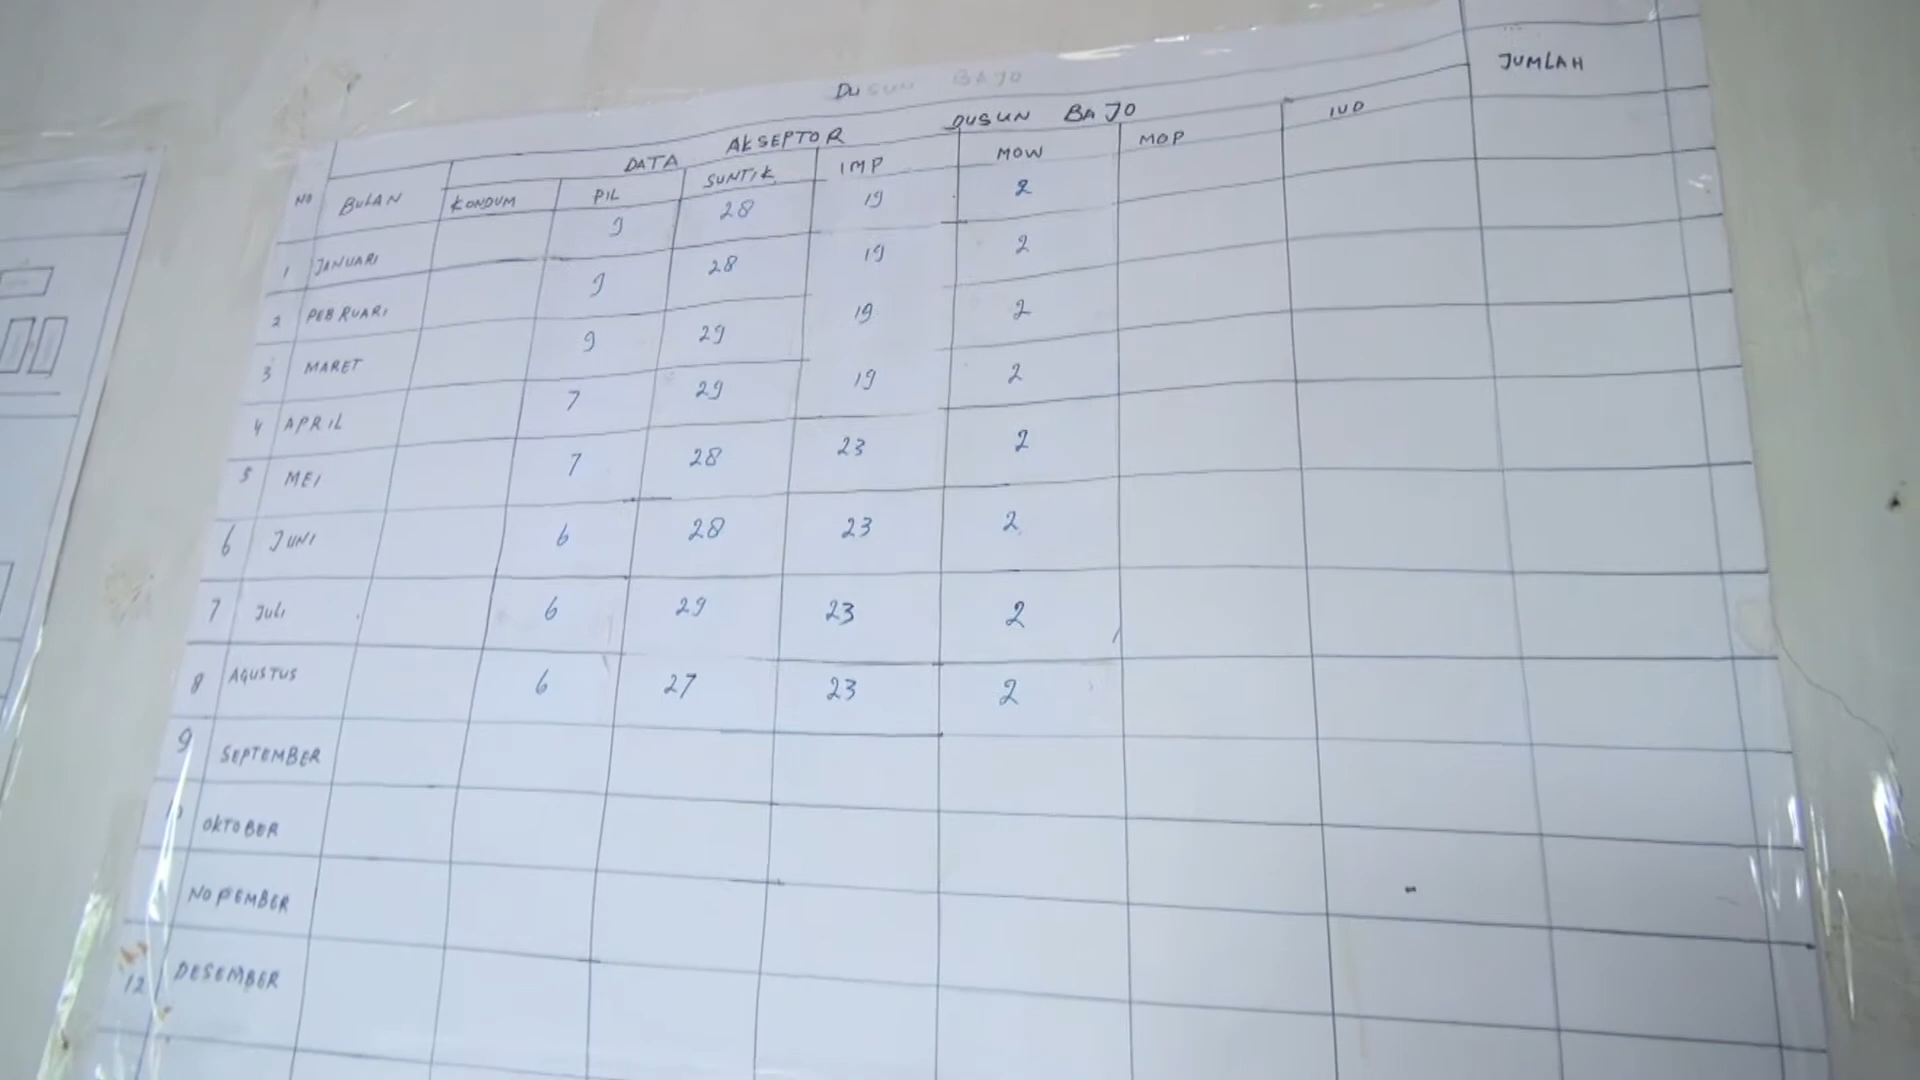 DUSUN BAJO
DATA AKSEPTOR DUSUN BAJO
NO BULAN KONDUM PIL SUNTIK IMP MOW MOP IUD JUMLAH
1 JANUARI 9 28 19 2
2 PEBRUARI 9 28 19 2
3 MARET 9 29 19 2
4 APRIL 7 29 19 2
5 MEI 7 28 23 2
6 JUNI 6 28 23 2
7 JULI 6 29 23 2
8 AGUSTUS 6 27 23 2
9 SEPTEMBER
OKTOBER
NOPEMBER
12 DESEMBER